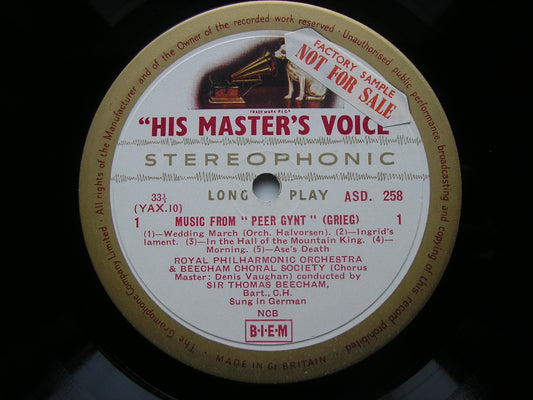 All rights of the Manufacturer and of the Owner of the recorded work reserved · Unauthorised public performance, broadcasting and copying of this record prohibited
FACTORY SAMPLE
NOT FOR SALE
"TRADE MARK REG"
"HIS MASTER'S VOICE
STEREOPHONIC
LONG PLAY
33⅓
(YAX.10)
ASD. 258
1 MUSIC FROM "PEER GYNT" (GRIEG) 1
(1)—Wedding March (Orch. Halvorsen). (2)—Ingrid's
lament. (3)—In the Hall of the Mountain King. (4)—
Morning. (5)—Ase's Death
ROYAL PHILHARMONIC ORCHESTRA
& BEECHAM CHORAL SOCIETY (Chorus
Master: Denis Vaughan) conducted by
SIR THOMAS BEECHAM,
Bart., C.H.
Sung in German
NCB
B·I·E·M
The Gramophone Company Limited.
MADE IN GT BRITAIN